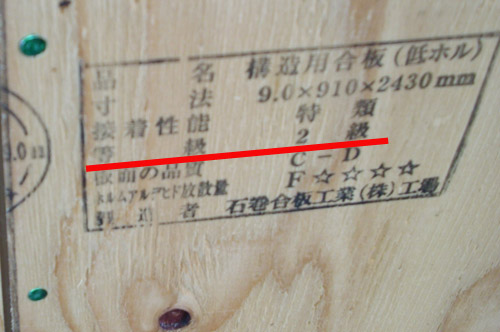 品名 構造用合板(低ホル)
寸法 9.0×910×2430mm
接着性能 特類
等級 2級
板面の品質 C-D
ホルムアルデヒド放散量 F☆☆☆☆
製造者 石巻合板工業(株)工場